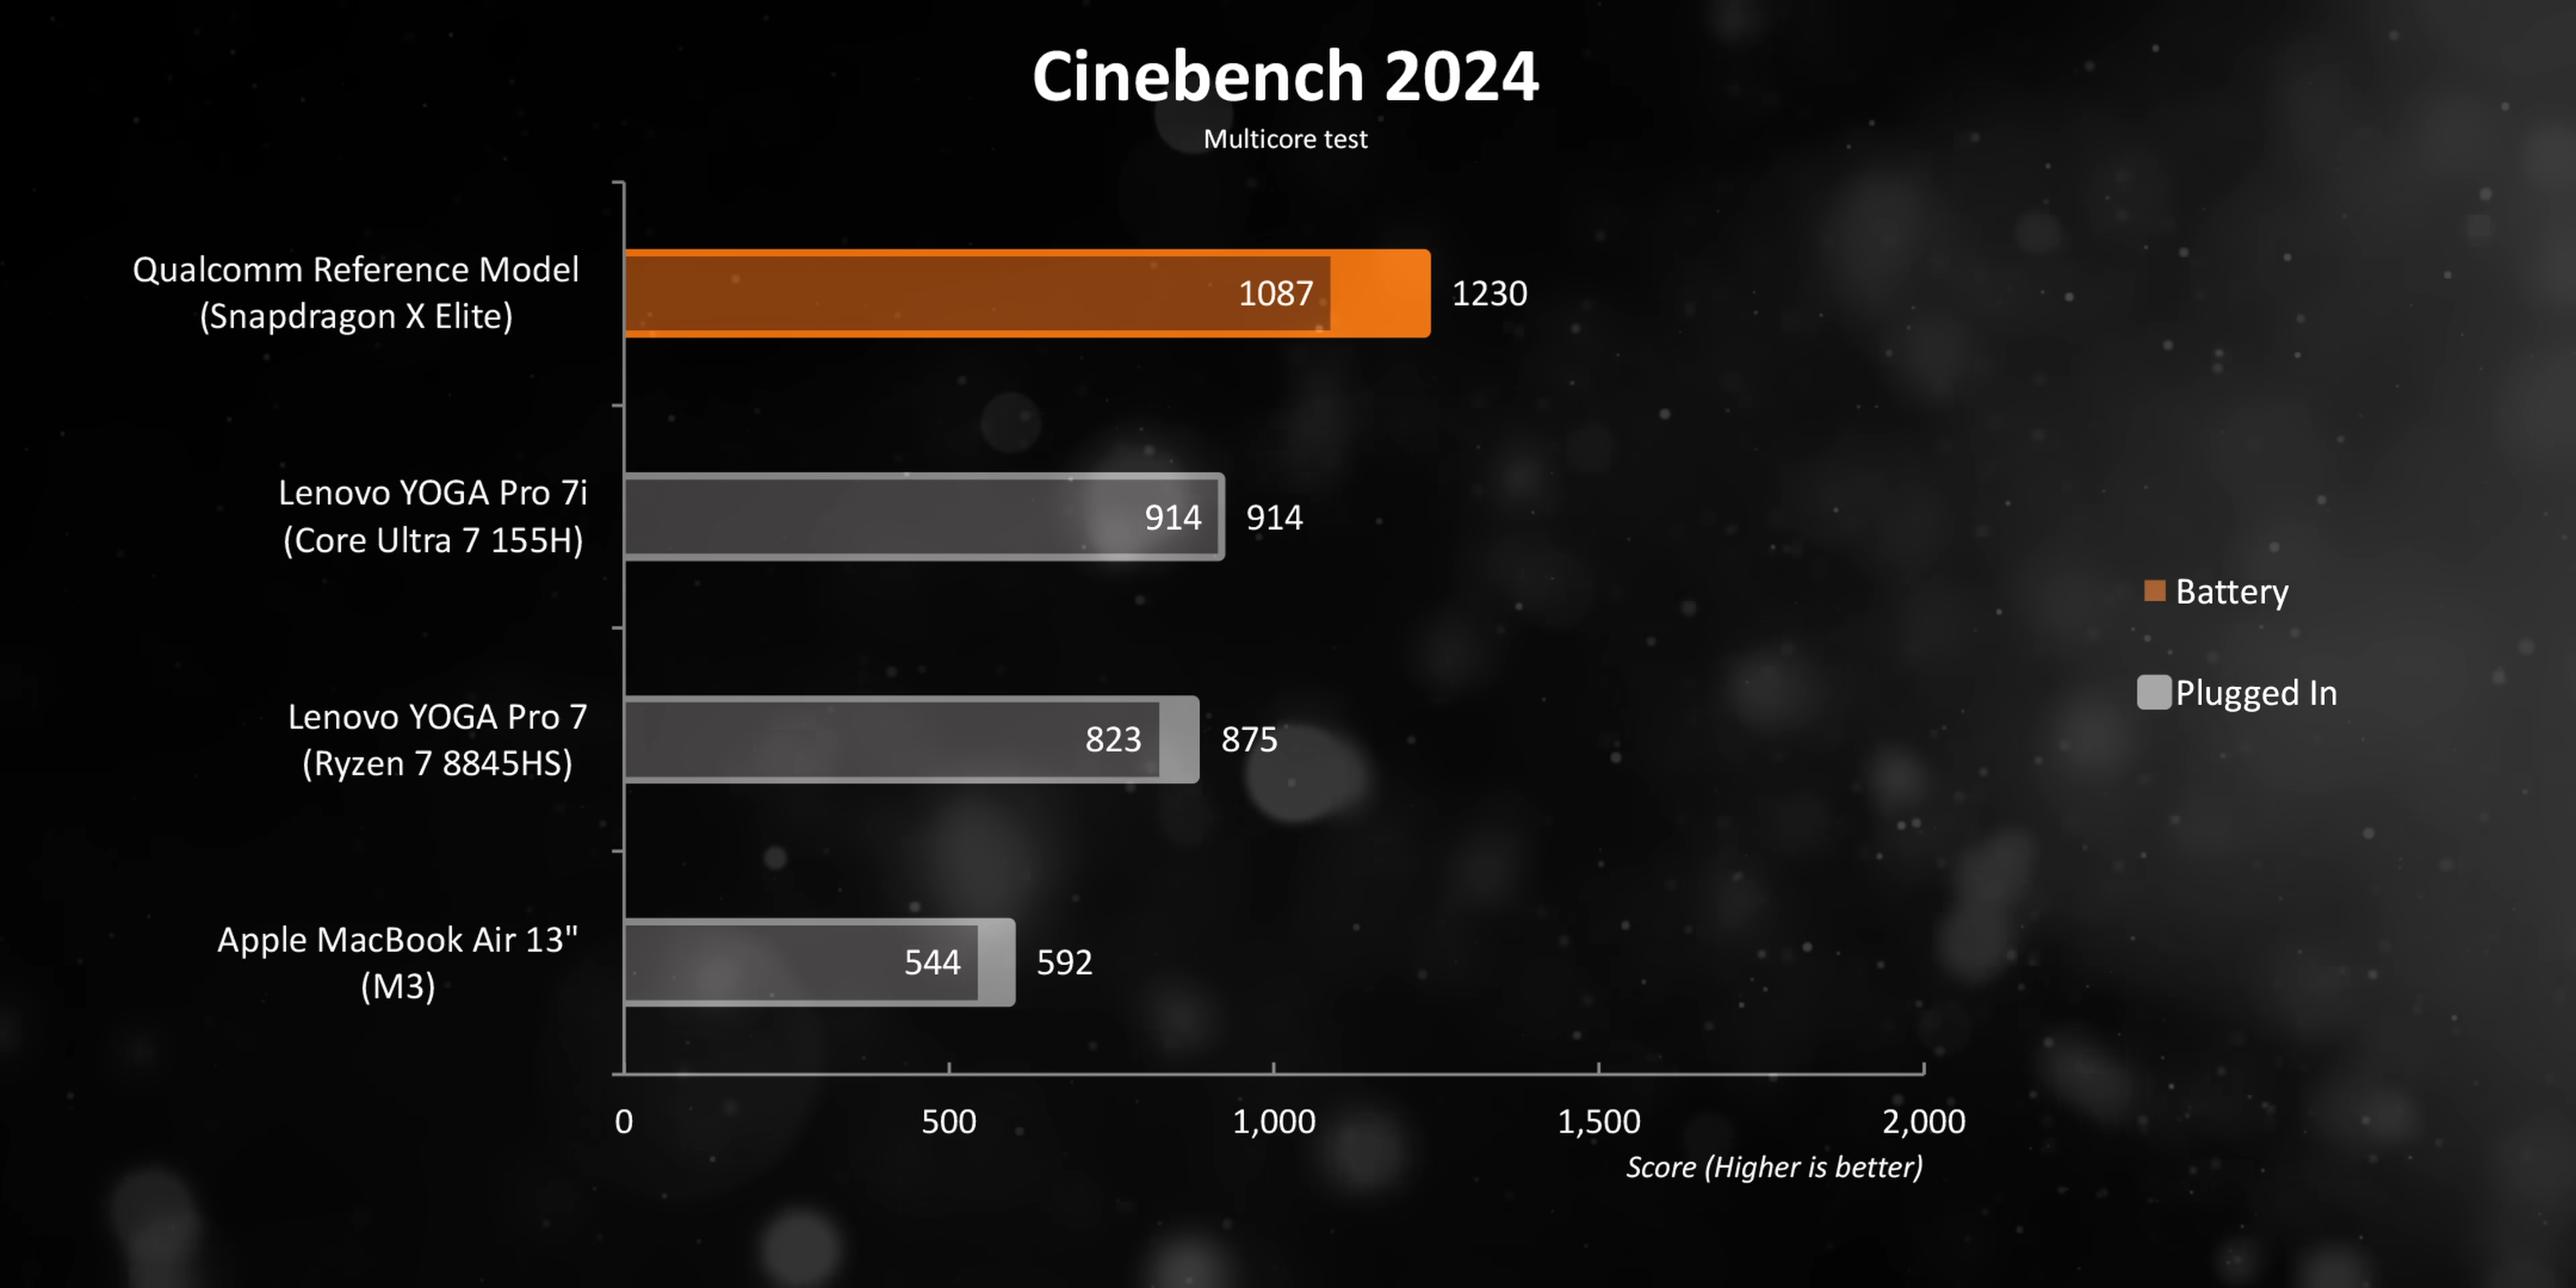 Cinebench 2024
Multicore test
Qualcomm Reference Model
(Snapdragon X Elite)
1087
1230
Lenovo YOGA Pro 7i
(Core Ultra 7 155H)
914
914
Battery
Plugged In
Lenovo YOGA Pro 7
(Ryzen 7 8845HS)
823
875
Apple MacBook Air 13"
(M3)
544
592
0
500
1,000
1,500
2,000
Score (Higher is better)